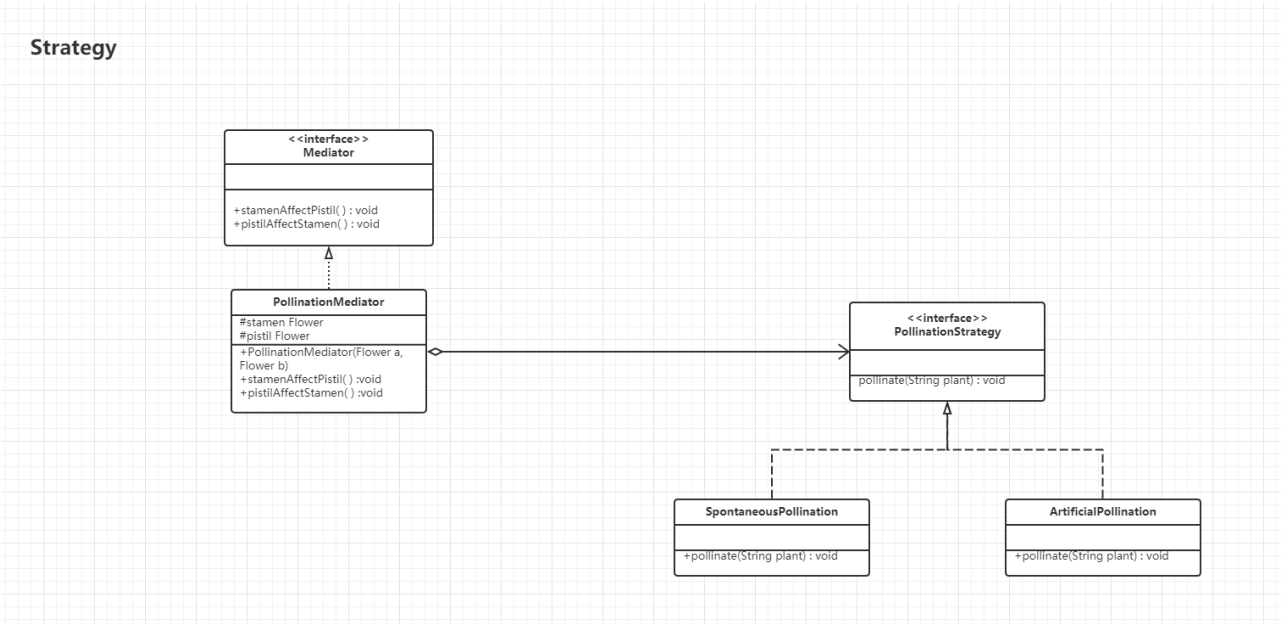 Strategy
<<interface>>
Mediator
+stamenAffectPistil( ) : void
+pistilAffectStamen( ) : void
PollinationMediator
#stamen Flower
#pistil Flower
+PollinationMediator(Flower a,
Flower b)
+stamenAffectPistil( ) :void
+pistilAffectStamen( ) :void
<<interface>>
PollinationStrategy
pollinate(String plant) : void
SpontaneousPollination
+pollinate(String plant) : void
ArtificialPollination
+pollinate(String plant) : void